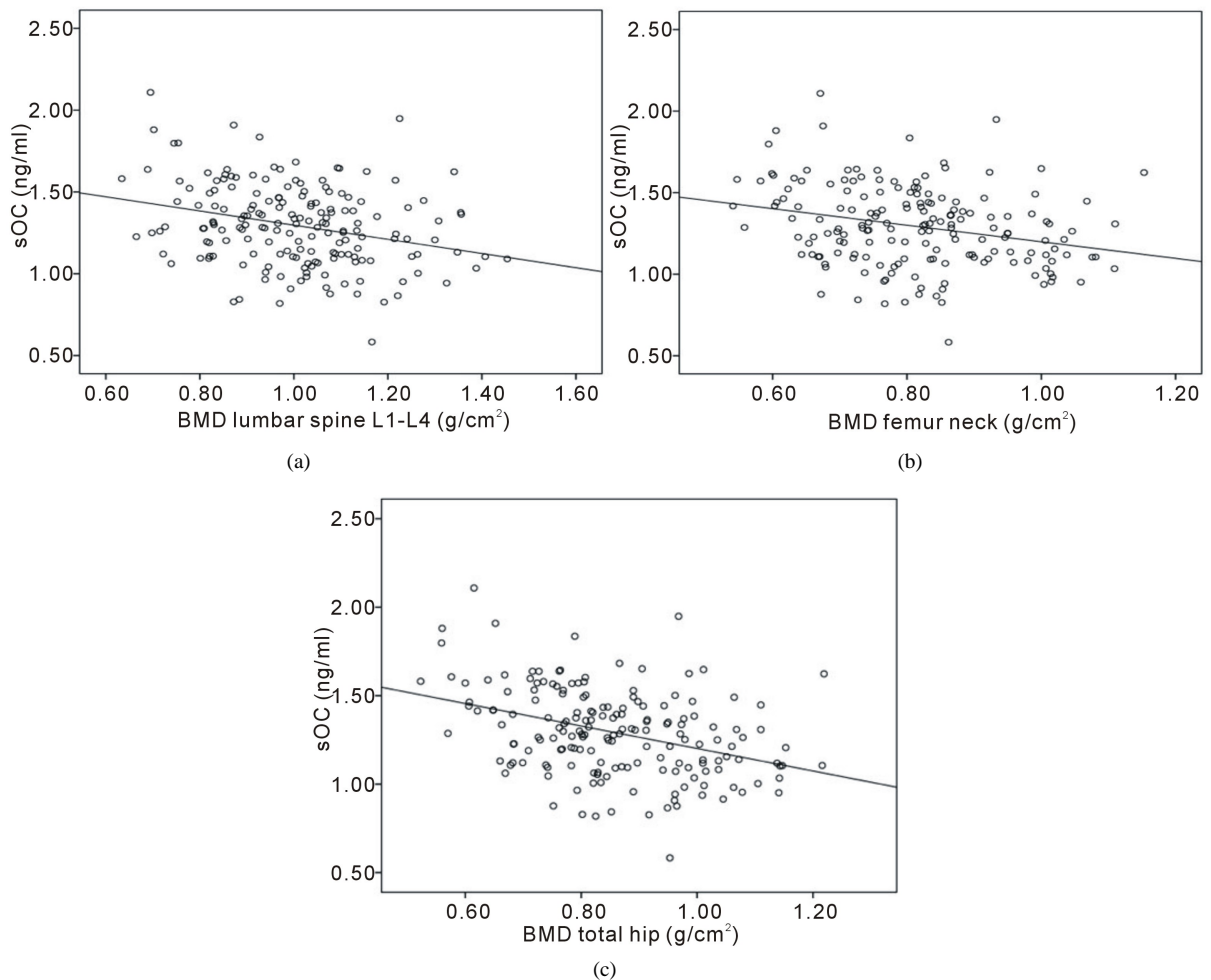 2.50
2.00
1.50
1.00
0.50
sOC (ng/ml)
0.60 0.80 1.00 1.20 1.40 1.60
BMD lumbar spine L1-L4 (g/cm²)
(a)
2.50
2.00
1.50
1.00
0.50
sOC (ng/ml)
0.60 0.80 1.00 1.20
BMD femur neck (g/cm²)
(b)
2.50
2.00
1.50
1.00
0.50
sOC (ng/ml)
0.60 0.80 1.00 1.20
BMD total hip (g/cm²)
(c)